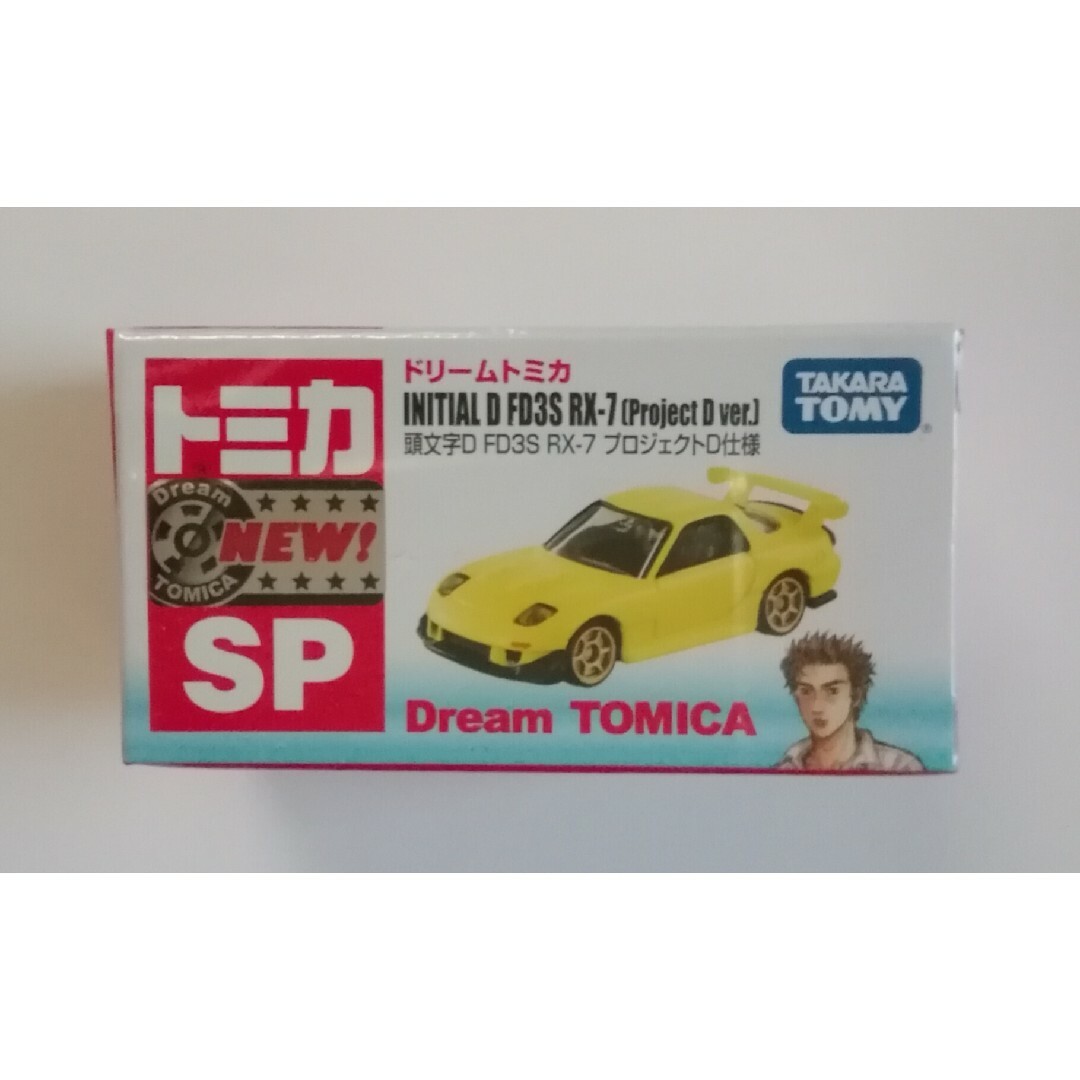 トミカ
Dream
NEW!
TOMICA
SP
ドリームトミカ
INITIAL D FD3S RX-7 (Project D ver.)
頭文字D FD3S RX-7 プロジェクトD仕様
TAKARA
TOMY
Dream TOMICA